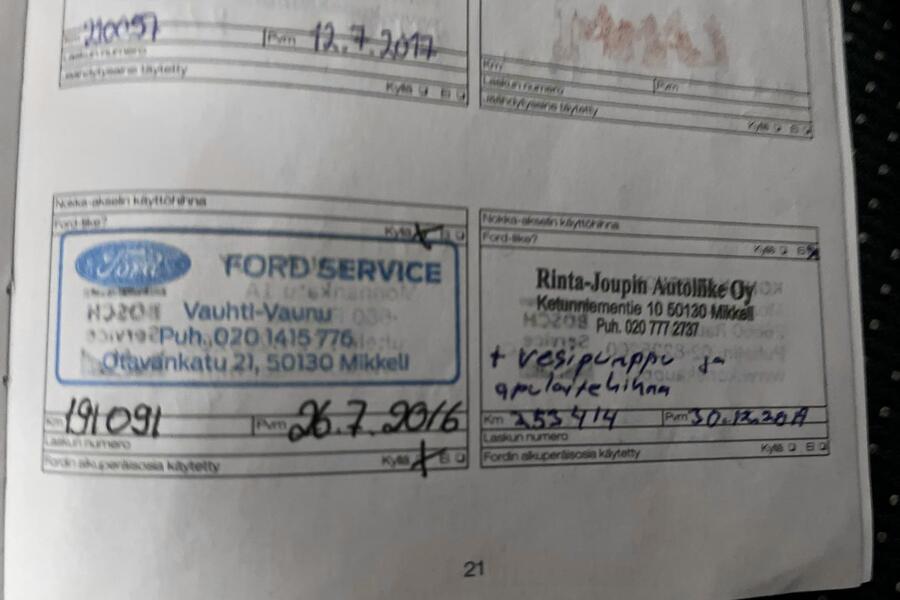 Km 210097 Pvm 12.7.2017
Laskun numero
Jäähdytysneste täytetty
Kyllä Ei
Km Pvm
Laskun numero
Jäähdytysneste täytetty
Kyllä Ei
Nokka-akselin käyttöhihna
Ford-liike?
Kyllä Ei
Ford FORD SERVICE
Vauhti-Vaunu
Puh. 020 1415 776
Otavankatu 21, 50130 Mikkeli
Km 191091 Pvm 26.7.2016
Laskun numero
Fordin alkuperäisosia käytetty Kyllä Ei
Nokka-akselin käyttöhihna
Ford-liike?
Kyllä Ei
Rinta-Joupin Autoliike Oy
Ketunniementie 10 50130 Mikkeli
Puh. 020 777 2737
+ vesipumppu ja
apulaitehihna
Km 253414 Pvm
Laskun numero
Fordin alkuperäisosia käytetty Kyllä Ei
21